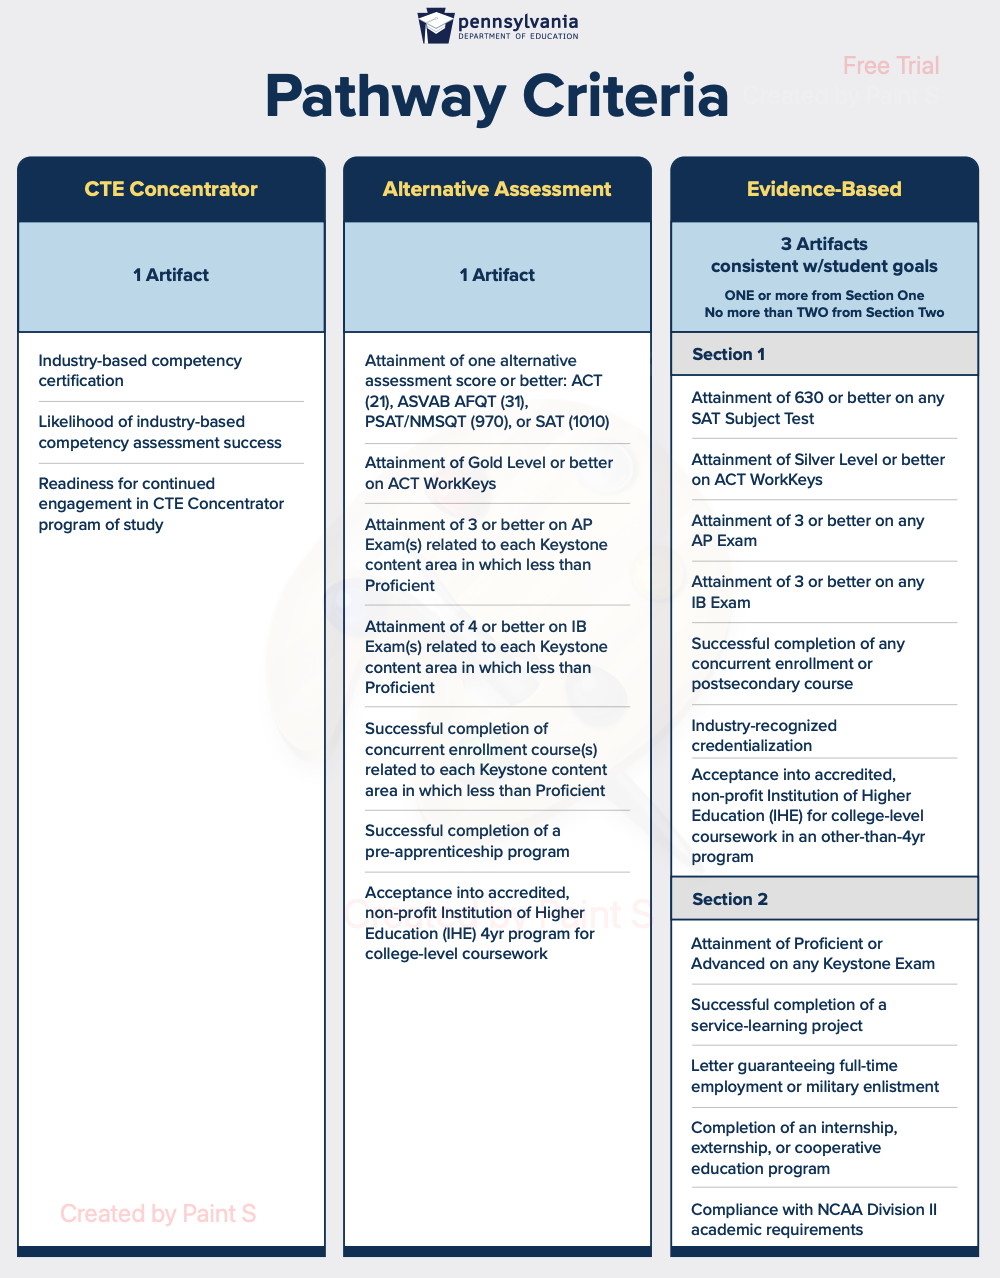 pennsylvania
DEPARTMENT OF EDUCATION
Free Trial
Created by Paint S
Pathway Criteria
CTE Concentrator
1 Artifact
Industry-based competency
certification
Likelihood of industry-based
competency assessment success
Readiness for continued
engagement in CTE Concentrator
program of study
Alternative Assessment
1 Artifact
Attainment of one alternative
assessment score or better: ACT
(21), ASVAB AFQT (31),
PSAT/NMSQT (970), or SAT (1010)
Attainment of Gold Level or better
on ACT WorkKeys
Attainment of 3 or better on AP
Exam(s) related to each Keystone
content area in which less than
Proficient
Attainment of 4 or better on IB
Exam(s) related to each Keystone
content area in which less than
Proficient
Successful completion of
concurrent enrollment course(s)
related to each Keystone content
area in which less than Proficient
Successful completion of a
pre-apprenticeship program
Acceptance into accredited,
non-profit Institution of Higher
Education (IHE) 4yr program for
college-level coursework
Created by Paint S
Evidence-Based
3 Artifacts
consistent w/student goals
ONE or more from Section One
No more than TWO from Section Two
Section 1
Attainment of 630 or better on any
SAT Subject Test
Attainment of Silver Level or better
on ACT WorkKeys
Attainment of 3 or better on any
AP Exam
Attainment of 3 or better on any
IB Exam
Successful completion of any
concurrent enrollment or
postsecondary course
Industry-recognized
credentialization
Acceptance into accredited,
non-profit Institution of Higher
Education (IHE) for college-level
coursework in an other-than-4yr
program
Section 2
Attainment of Proficient or
Advanced on any Keystone Exam
Successful completion of a
service-learning project
Letter guaranteeing full-time
employment or military enlistment
Completion of an internship,
externship, or cooperative
education program
Compliance with NCAA Division II
academic requirements
Created by Paint S